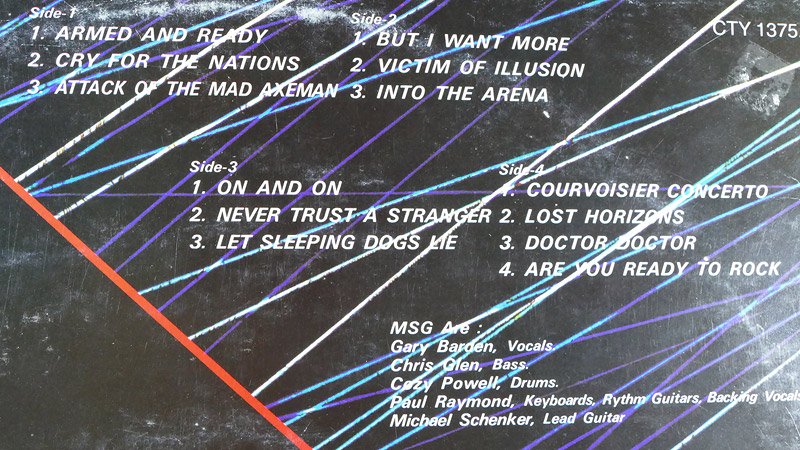 Side-1
1. ARMED AND READY
2. CRY FOR THE NATIONS
3. ATTACK OF THE MAD AXEMAN
Side-2
1. BUT I WANT MORE
2. VICTIM OF ILLUSION
3. INTO THE ARENA
CTY 1375
Side-3
1. ON AND ON
2. NEVER TRUST A STRANGER
3. LET SLEEPING DOGS LIE
Side-4
1. COURVOISIER CONCERTO
2. LOST HORIZONS
3. DOCTOR DOCTOR
4. ARE YOU READY TO ROCK
MSG Are :
Gary Barden, Vocals.
Chris Glen, Bass.
Cozy Powell, Drums.
Paul Raymond, Keyboards, Rythm Guitars, Backing Vocals
Michael Schenker, Lead Guitar